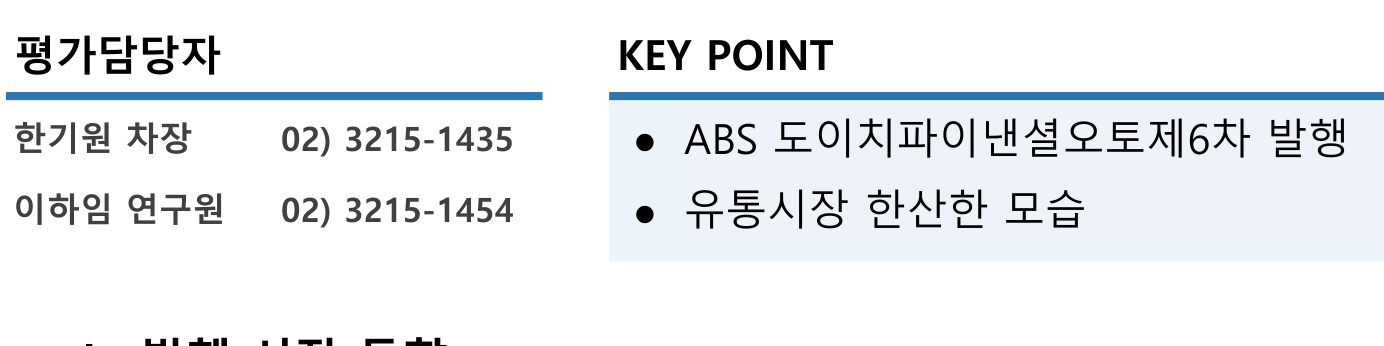 평가담당자
한기원 차장 02) 3215-1435
이하임 연구원 02) 3215-1454
KEY POINT
● ABS 도이치파이낸셜오토제6차 발행
● 유통시장 한산한 모습